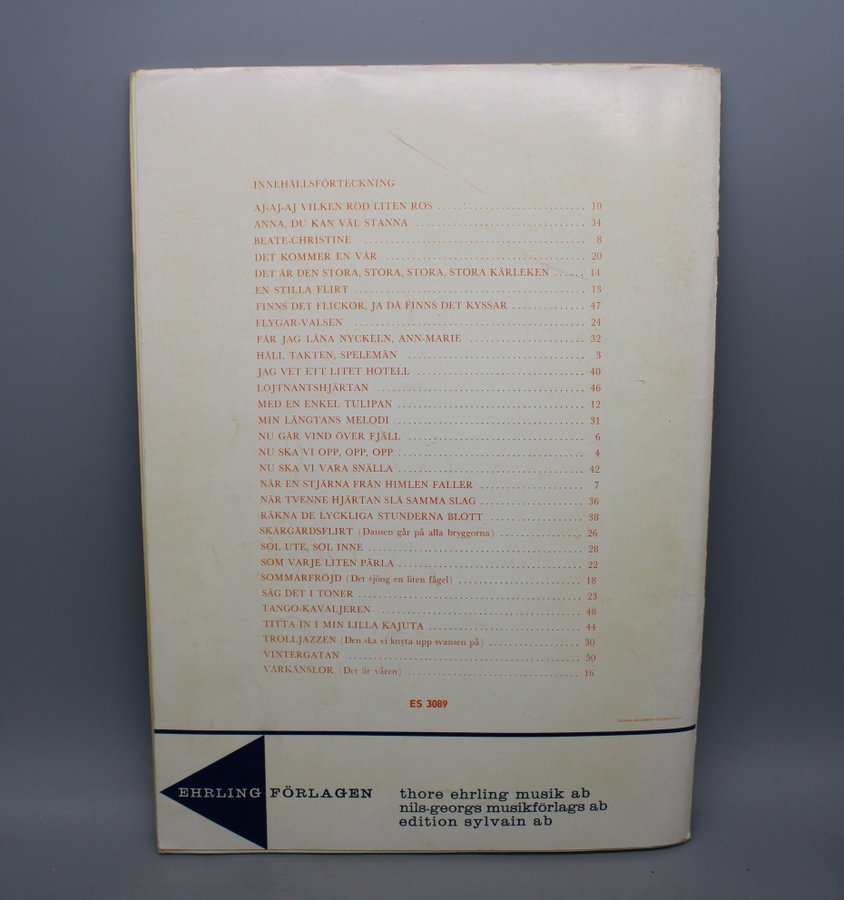 INNEHÅLLSFÖRTECKNING
AJ-AJ-AJ VILKEN RÖD LITEN ROS 10
ANNA, DU KAN VÄL STANNA 34
BEATE-CHRISTINE 8
DET KOMMER EN VÅR 20
DET ÄR DEN STORA, STORA, STORA, STORA KÄRLEKEN 14
EN STILLA FLIRT 13
FINNS DET FLICKOR, JA DÅ FINNS DET KYSSAR 47
FLYGAR-VALSEN 24
FÅR JAG LÅNA NYCKELN, ANN-MARIE 32
HÅLL TAKTEN, SPELEMÄN 3
JAG VET ETT LITET HOTELL 40
LÖJTNANTSHJÄRTAN 46
MED EN ENKEL TULIPAN 12
MIN LÄNGTANS MELODI 31
NU GÅR VIND ÖVER FJÄLL 6
NU SKA VI OPP, OPP, OPP 4
NU SKA VI VARA SNÄLLA 42
NÄR EN STJÄRNA FRÅN HIMLEN FALLER 7
NÄR TVENNE HJÄRTAN SLÅ SAMMA SLAG 36
RÄKNA DE LYCKLIGA STUNDERNA BLOTT 38
SKÄRGÅRDSFLIRT (Dansen går på alla bryggorna) 26
SOL UTE, SOL INNE 28
SOM VARJE LITEN PÄRLA 22
SOMMARFRÖJD (Det sjöng en liten fågel) 18
SÄG DET I TONER 23
TANGO-KAVALJEREN 48
TITTA IN I MIN LILLA KAJUTA 44
TROLLJAZZEN (Den ska vi knyta upp svansen på) 30
VINTERGATAN 50
VÅRKÄNSLOR (Det är våren) 16
ES 3089
EHRLING FÖRLAGEN
thore ehrling musik ab
nils-georgs musikförlags ab
edition sylvain ab